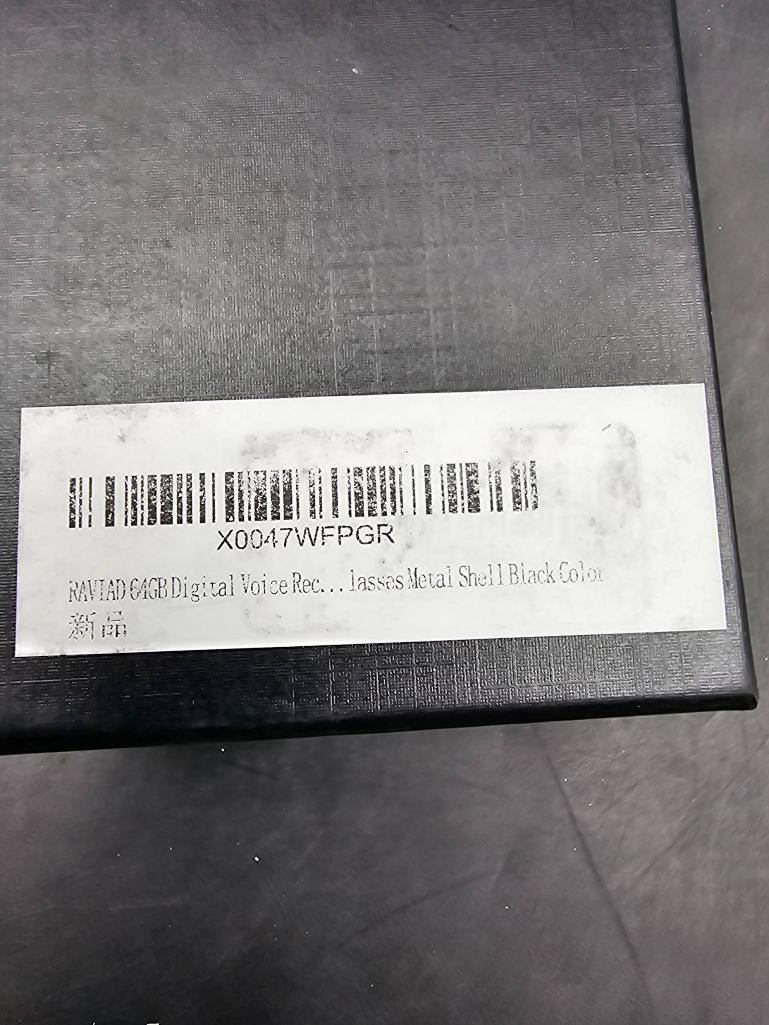 X0047WFPGR
RAVIAD 64GB Digital Voice Rec...lasses Metal Shell Black Color
新品